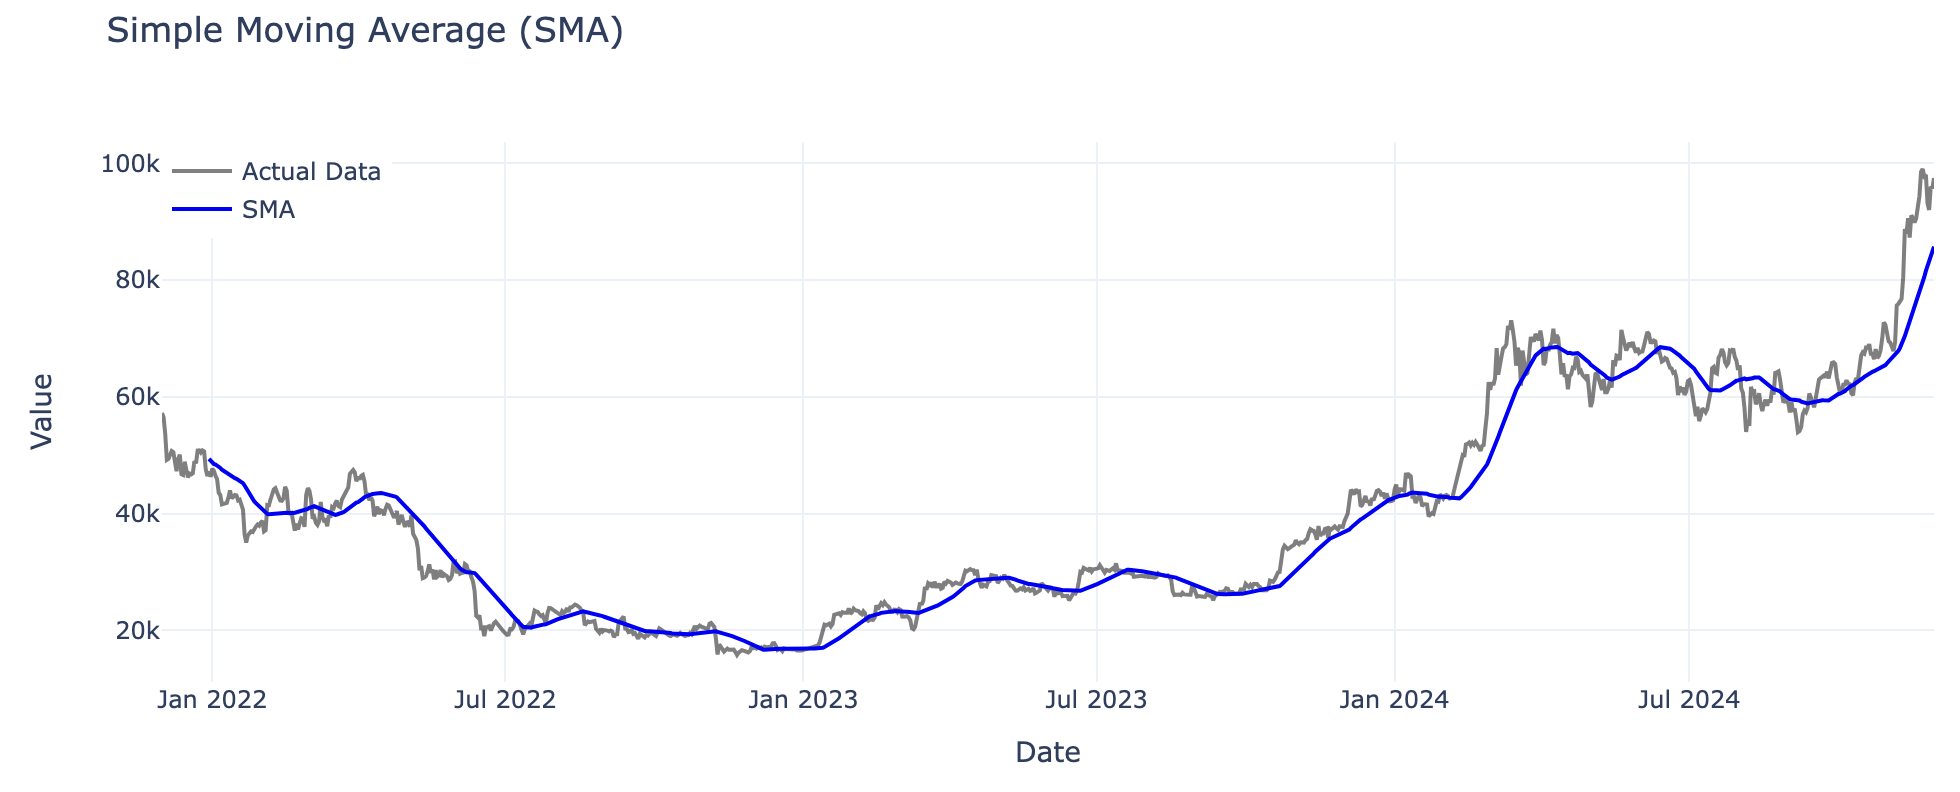 Simple Moving Average (SMA)
100k
Actual Data
SMA
80k
60k
Value
40k
20k
Jan 2022
Jul 2022
Jan 2023
Jul 2023
Jan 2024
Jul 2024
Date